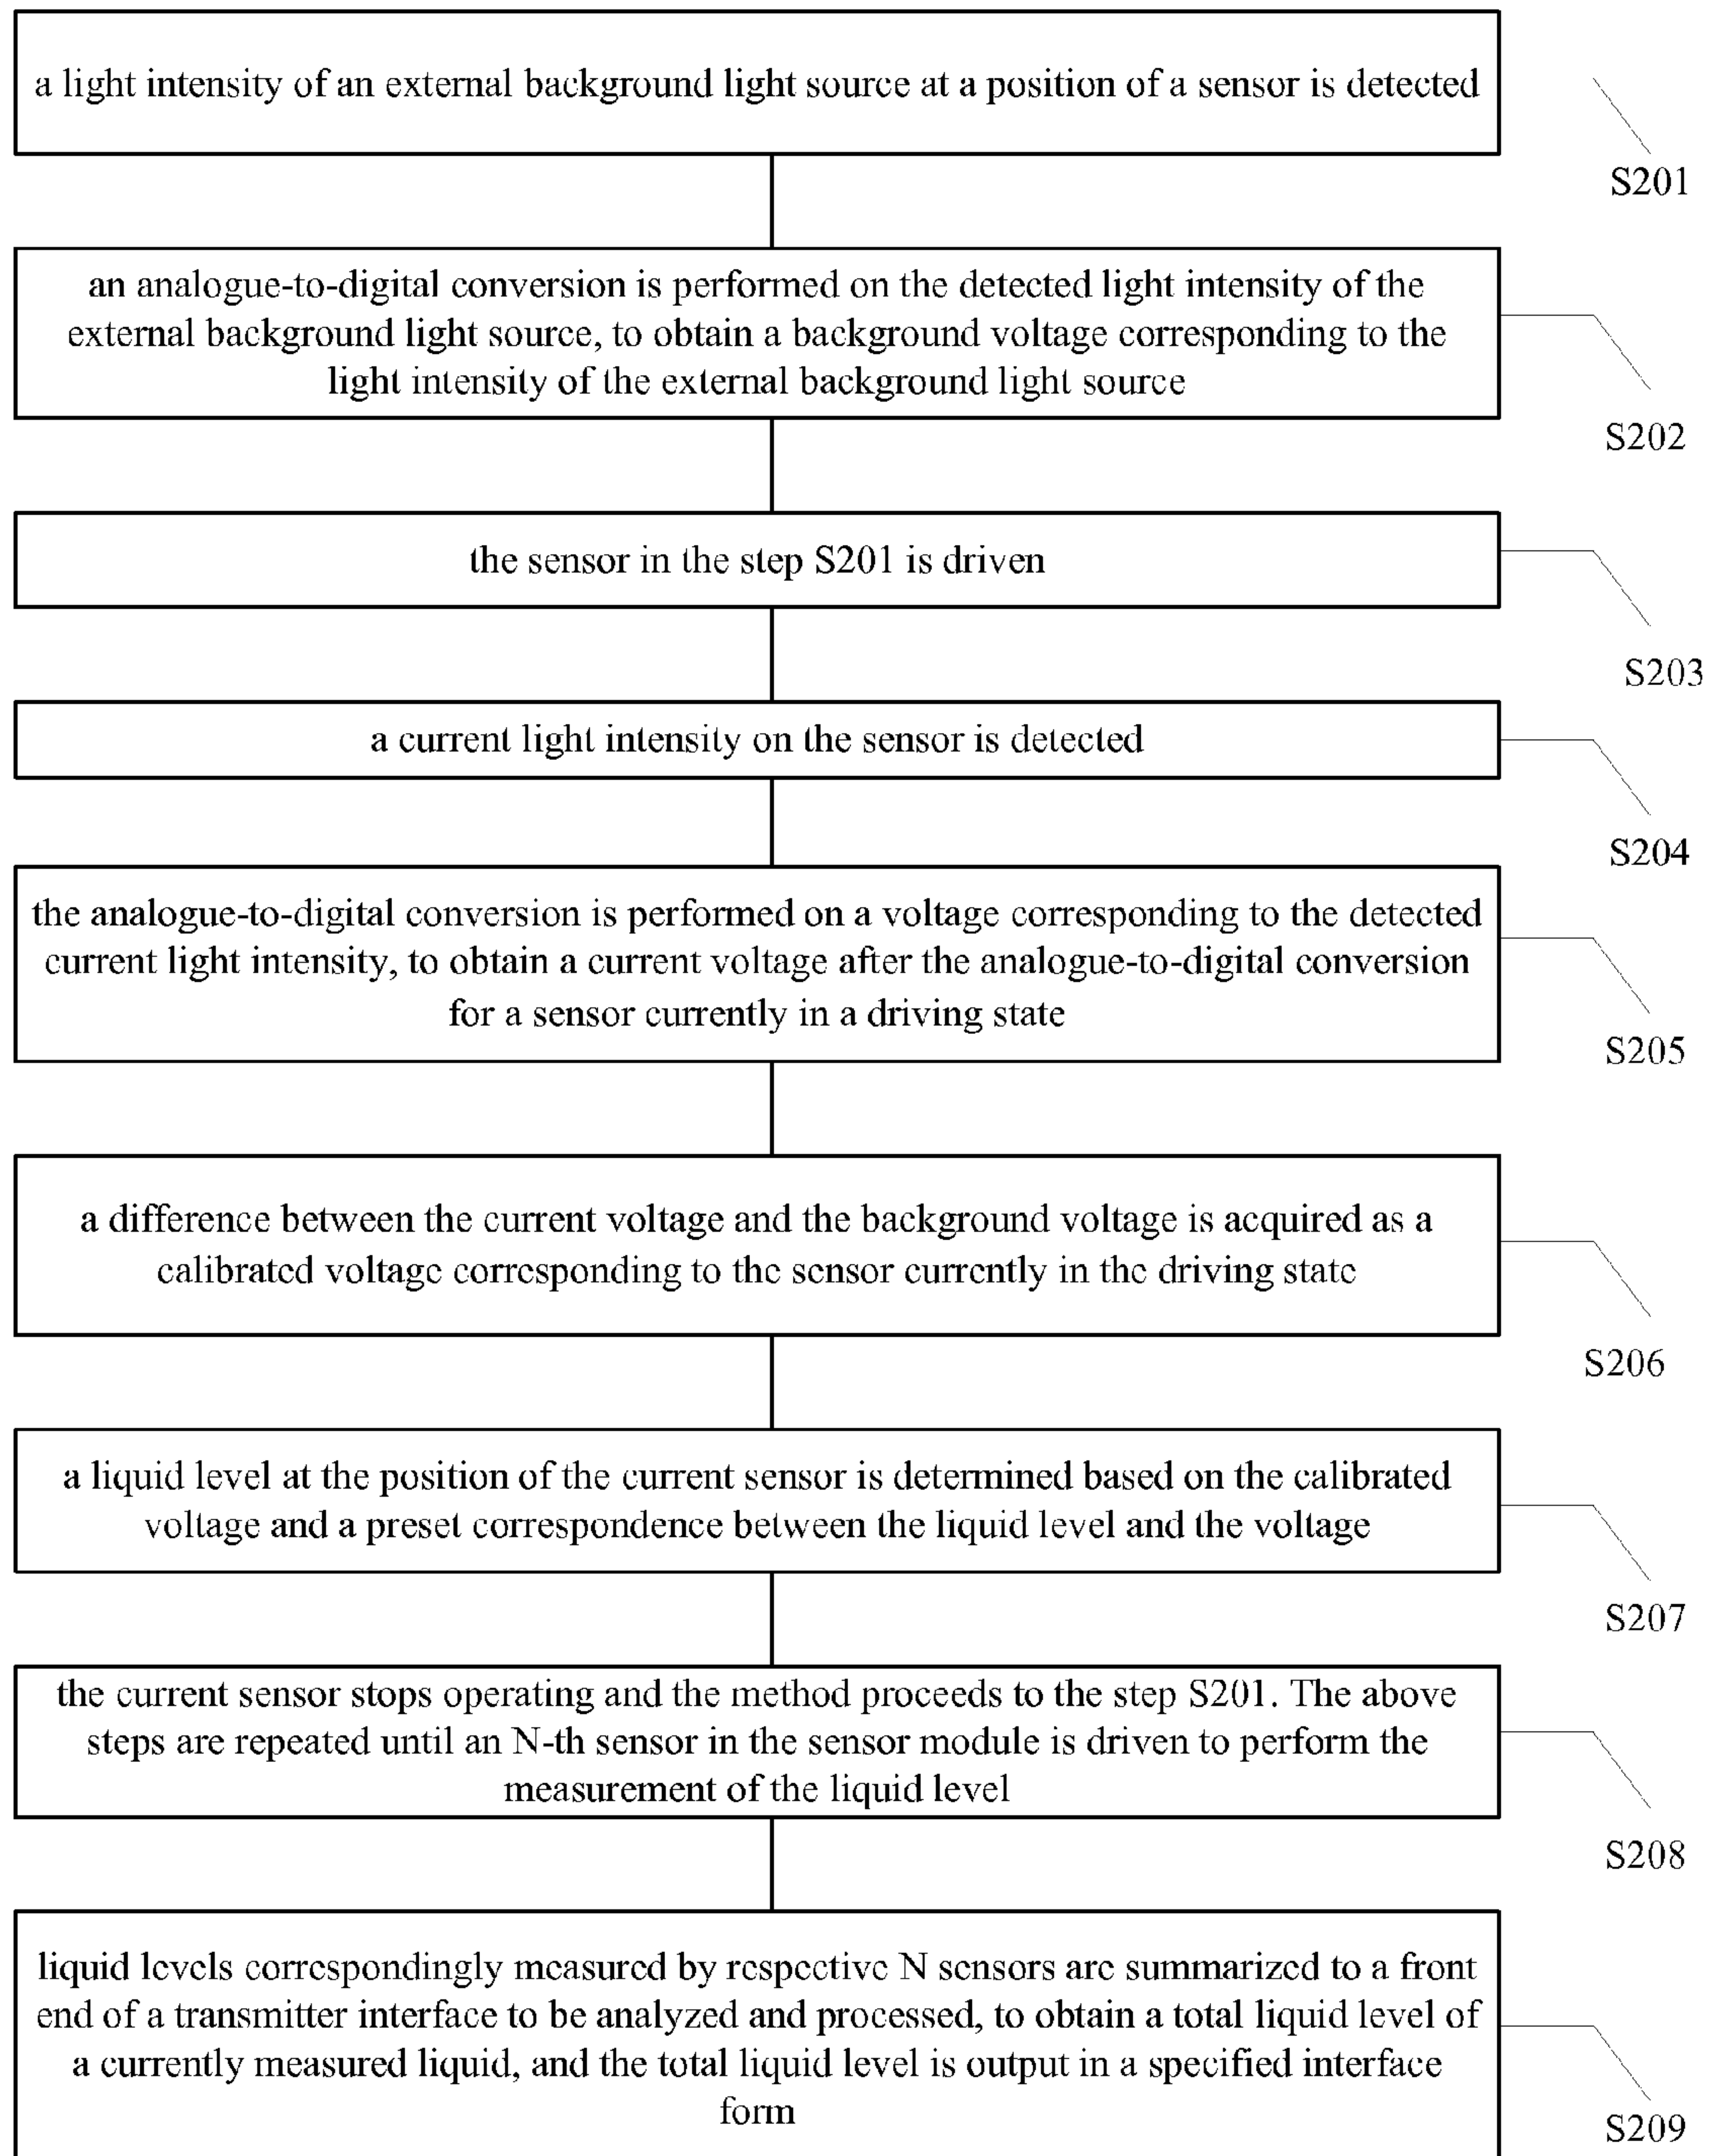 a light intensity of an external background light source at a position of a sensor is detected
S201
an analogue-to-digital conversion is performed on the detected light intensity of the
external background light source, to obtain a background voltage corresponding to the
light intensity of the external background light source
S202
the sensor in the step S201 is driven
S203
a current light intensity on the sensor is detected
S204
the analogue-to-digital conversion is performed on a voltage corresponding to the detected
current light intensity, to obtain a current voltage after the analogue-to-digital conversion
for a sensor currently in a driving state
S205
a difference between the current voltage and the background voltage is acquired as a
calibrated voltage corresponding to the sensor currently in the driving state
S206
a liquid level at the position of the current sensor is determined based on the calibrated
voltage and a preset correspondence between the liquid level and the voltage
S207
the current sensor stops operating and the method proceeds to the step S201. The above
steps are repeated until an N-th sensor in the sensor module is driven to perform the
measurement of the liquid level
S208
liquid levels correspondingly measured by respective N sensors are summarized to a front
end of a transmitter interface to be analyzed and processed, to obtain a total liquid level of
a currently measured liquid, and the total liquid level is output in a specified interface
form
S209